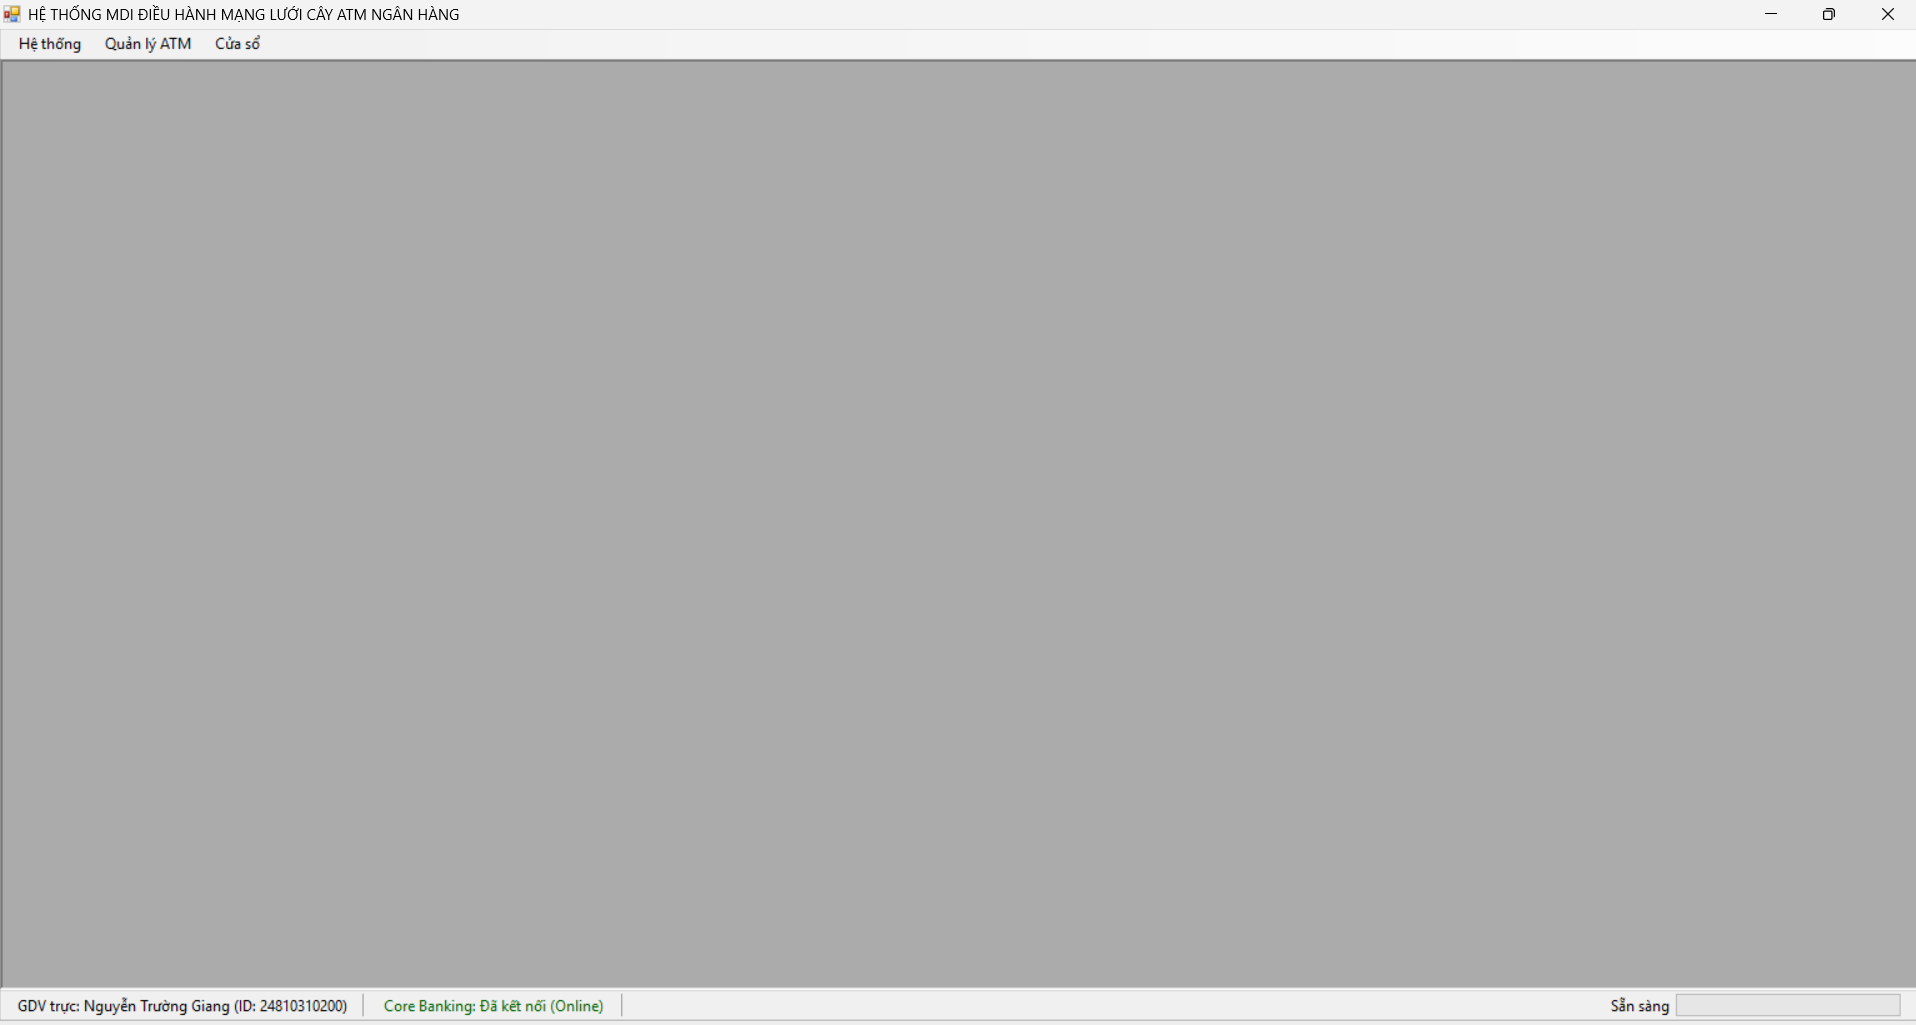 HỆ THỐNG MDI ĐIỀU HÀNH MẠNG LƯỚI CÂY ATM NGÂN HÀNG
Hệ thống Quản lý ATM Cửa sổ
GDV trực: Nguyễn Trường Giang (ID: 24810310200) Core Banking: Đã kết nối (Online) Sẵn sàng